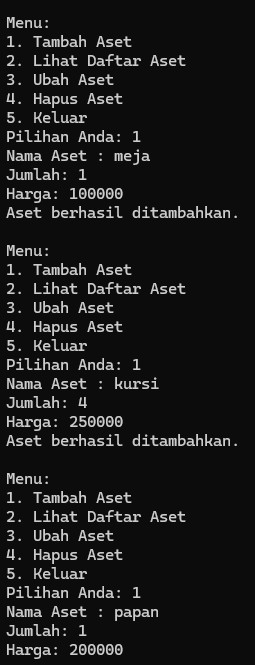 Menu:
1. Tambah Aset
2. Lihat Daftar Aset
3. Ubah Aset
4. Hapus Aset
5. Keluar
Pilihan Anda: 1
Nama Aset : meja
Jumlah: 1
Harga: 100000
Aset berhasil ditambahkan.
Menu:
1. Tambah Aset
2. Lihat Daftar Aset
3. Ubah Aset
4. Hapus Aset
5. Keluar
Pilihan Anda: 1
Nama Aset : kursi
Jumlah: 4
Harga: 250000
Aset berhasil ditambahkan.
Menu:
1. Tambah Aset
2. Lihat Daftar Aset
3. Ubah Aset
4. Hapus Aset
5. Keluar
Pilihan Anda: 1
Nama Aset : papan
Jumlah: 1
Harga: 200000